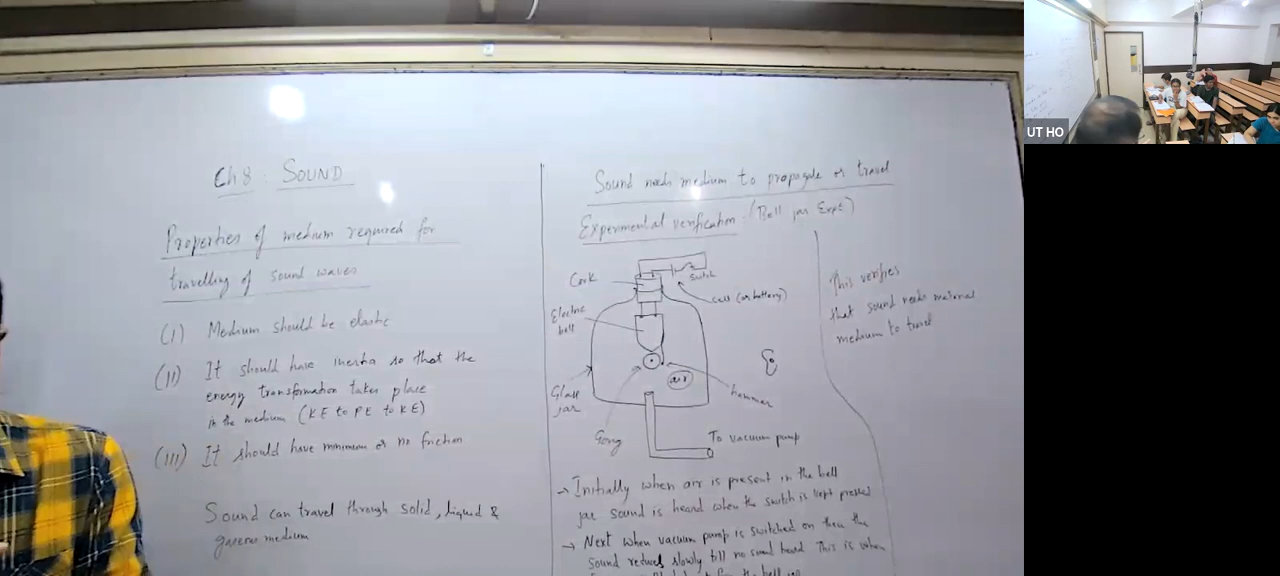 Ch 8 : SOUND
Properties of medium required for
travelling of sound waves
(I) Medium should be elastic
(II) It should have inertia so that the
energy transformation takes place
in the medium (KE to PE to KE)
(III) It should have minimum or no friction
Sound can travel through solid, liquid &
gaseous medium
Sound needs medium to propagate or travel
Experimental verification : (Bell jar Expt)
Cork
Switch
Cell (or battery)
Electric
bell
Glass
jar
air
hammer
Gong
To vacuum pump
→ Initially when air is present in the bell
jar sound is heard when the switch is kept pressed
→ Next when vacuum pump is switched on then the
sound reduces slowly till no sound heard This is when
the bell jar
This verifies
that sound needs material
medium to travel
UT HO